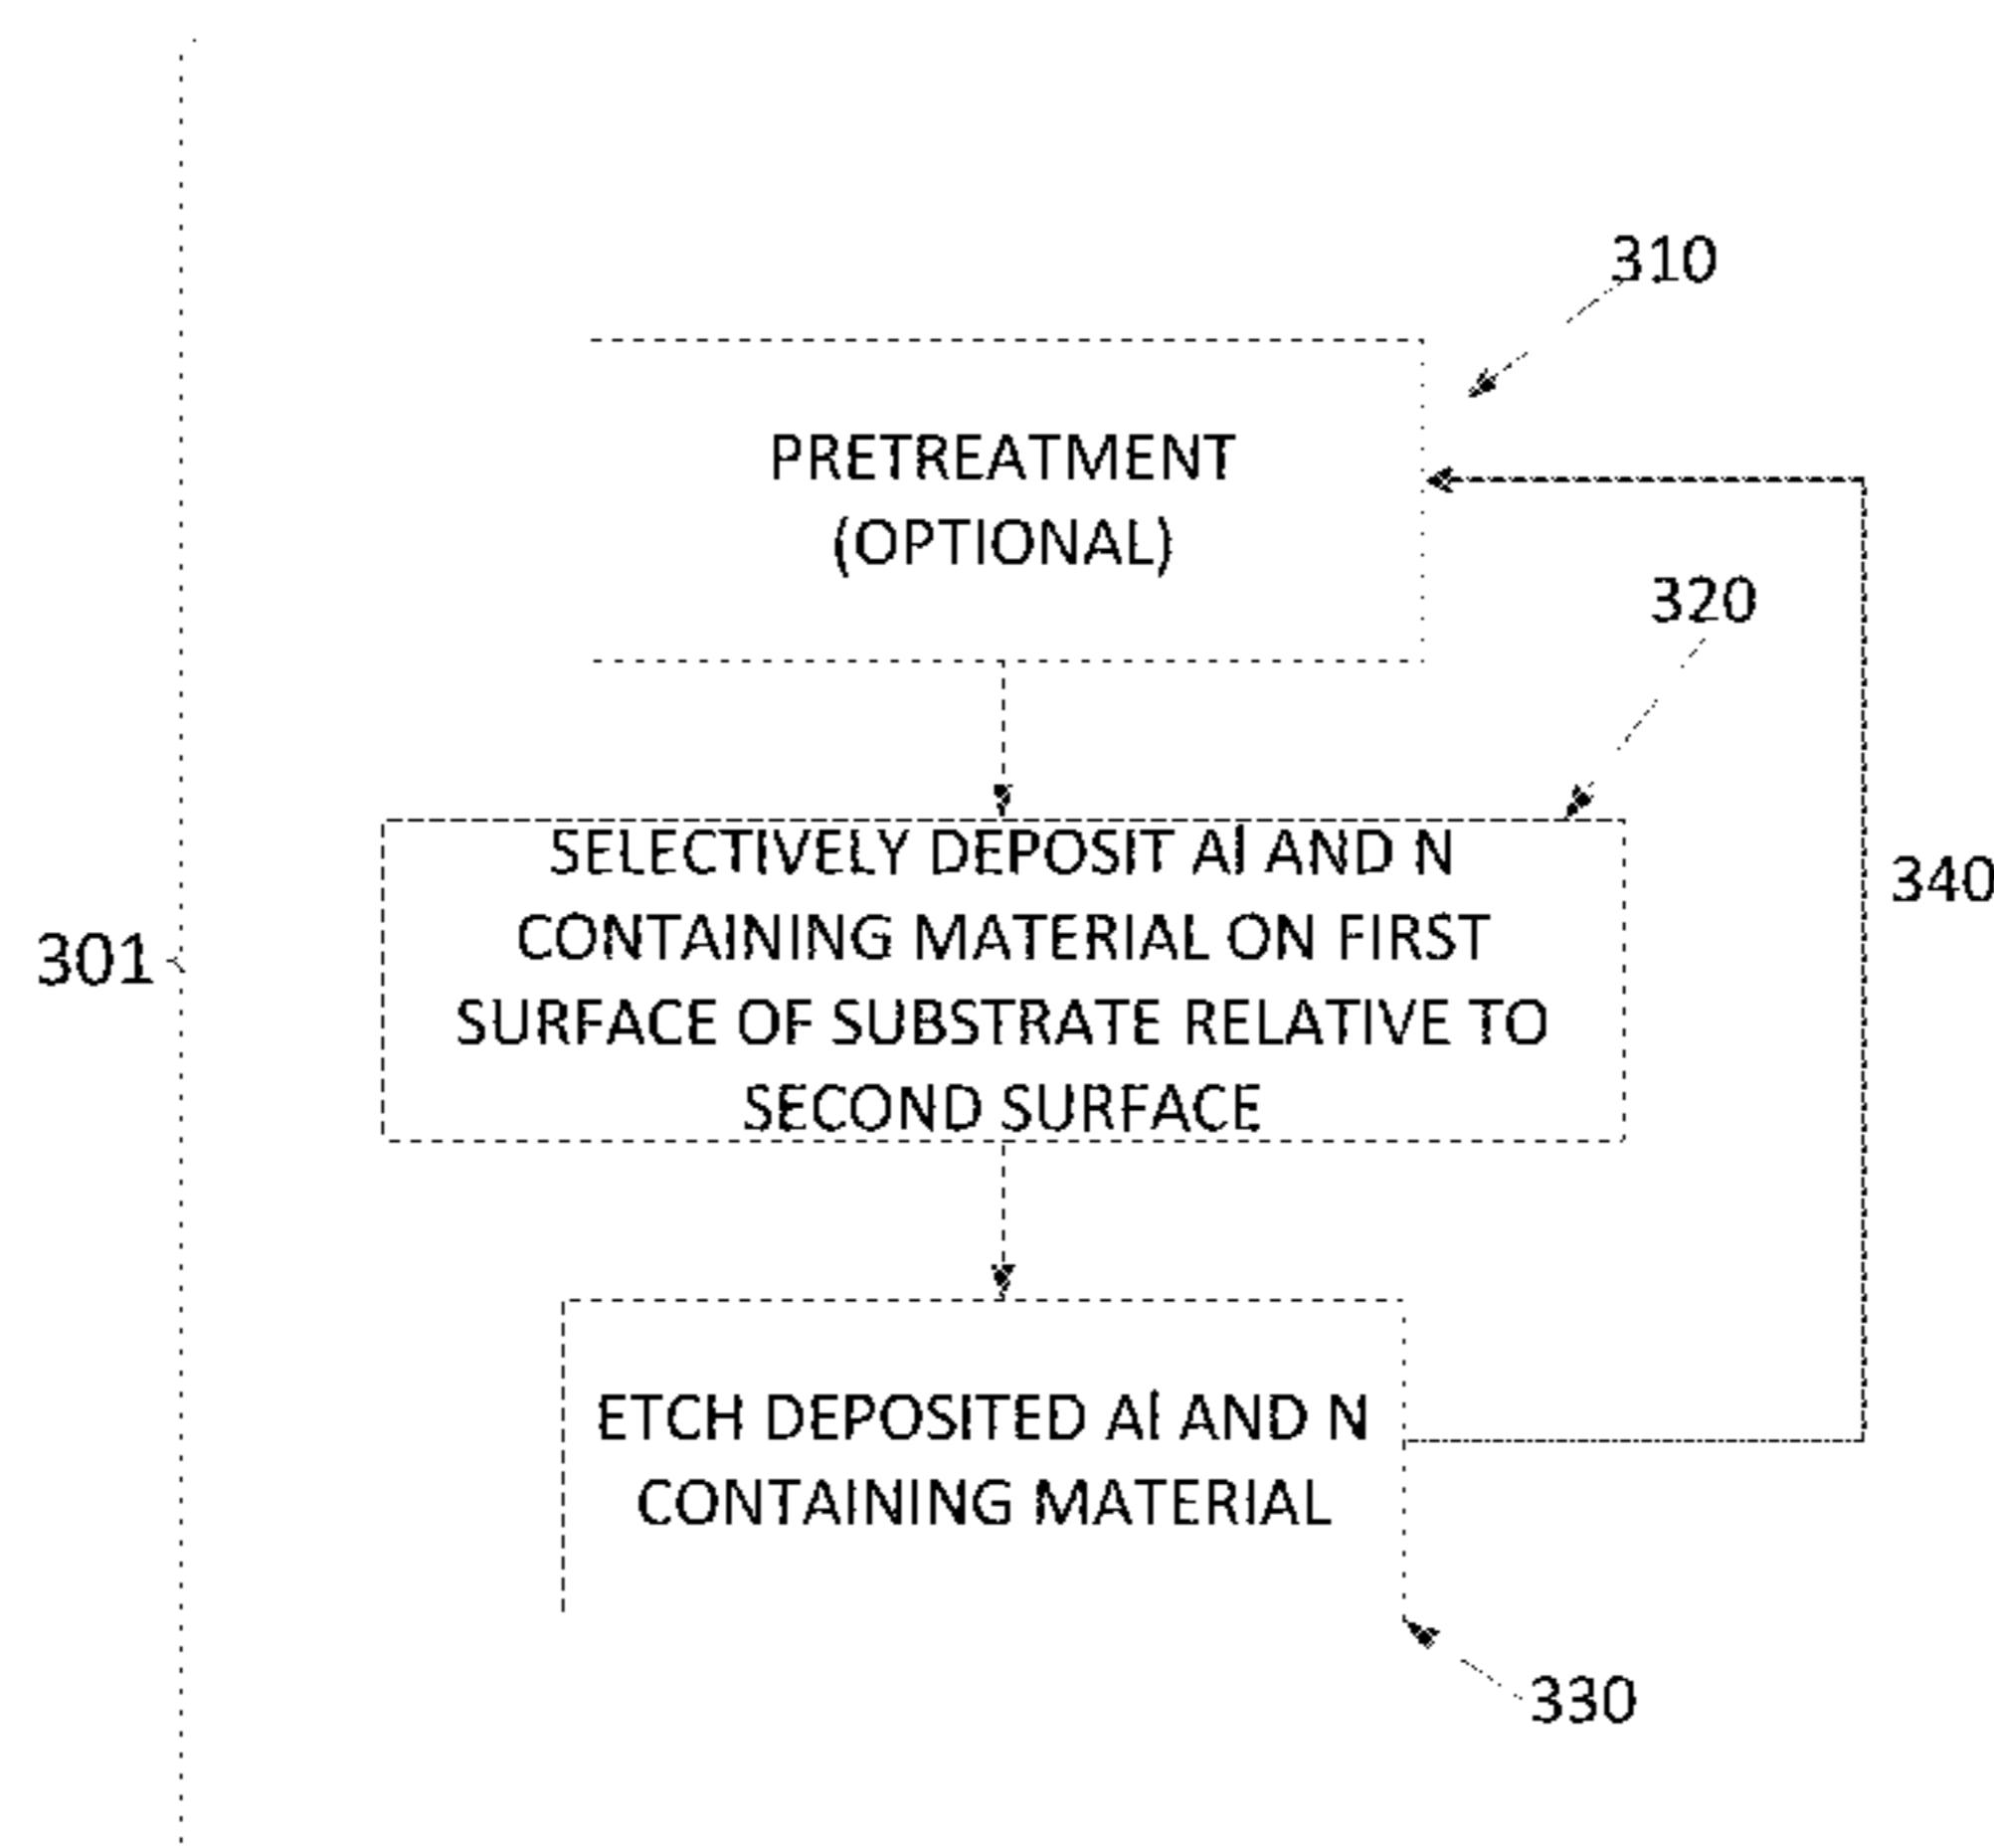 310
PRETREATMENT
(OPTIONAL)
320
SELECTIVELY DEPOSIT Al AND N
CONTAINING MATERIAL ON FIRST
SURFACE OF SUBSTRATE RELATIVE TO
SECOND SURFACE
340
301
ETCH DEPOSITED Al AND N
CONTAINING MATERIAL
330